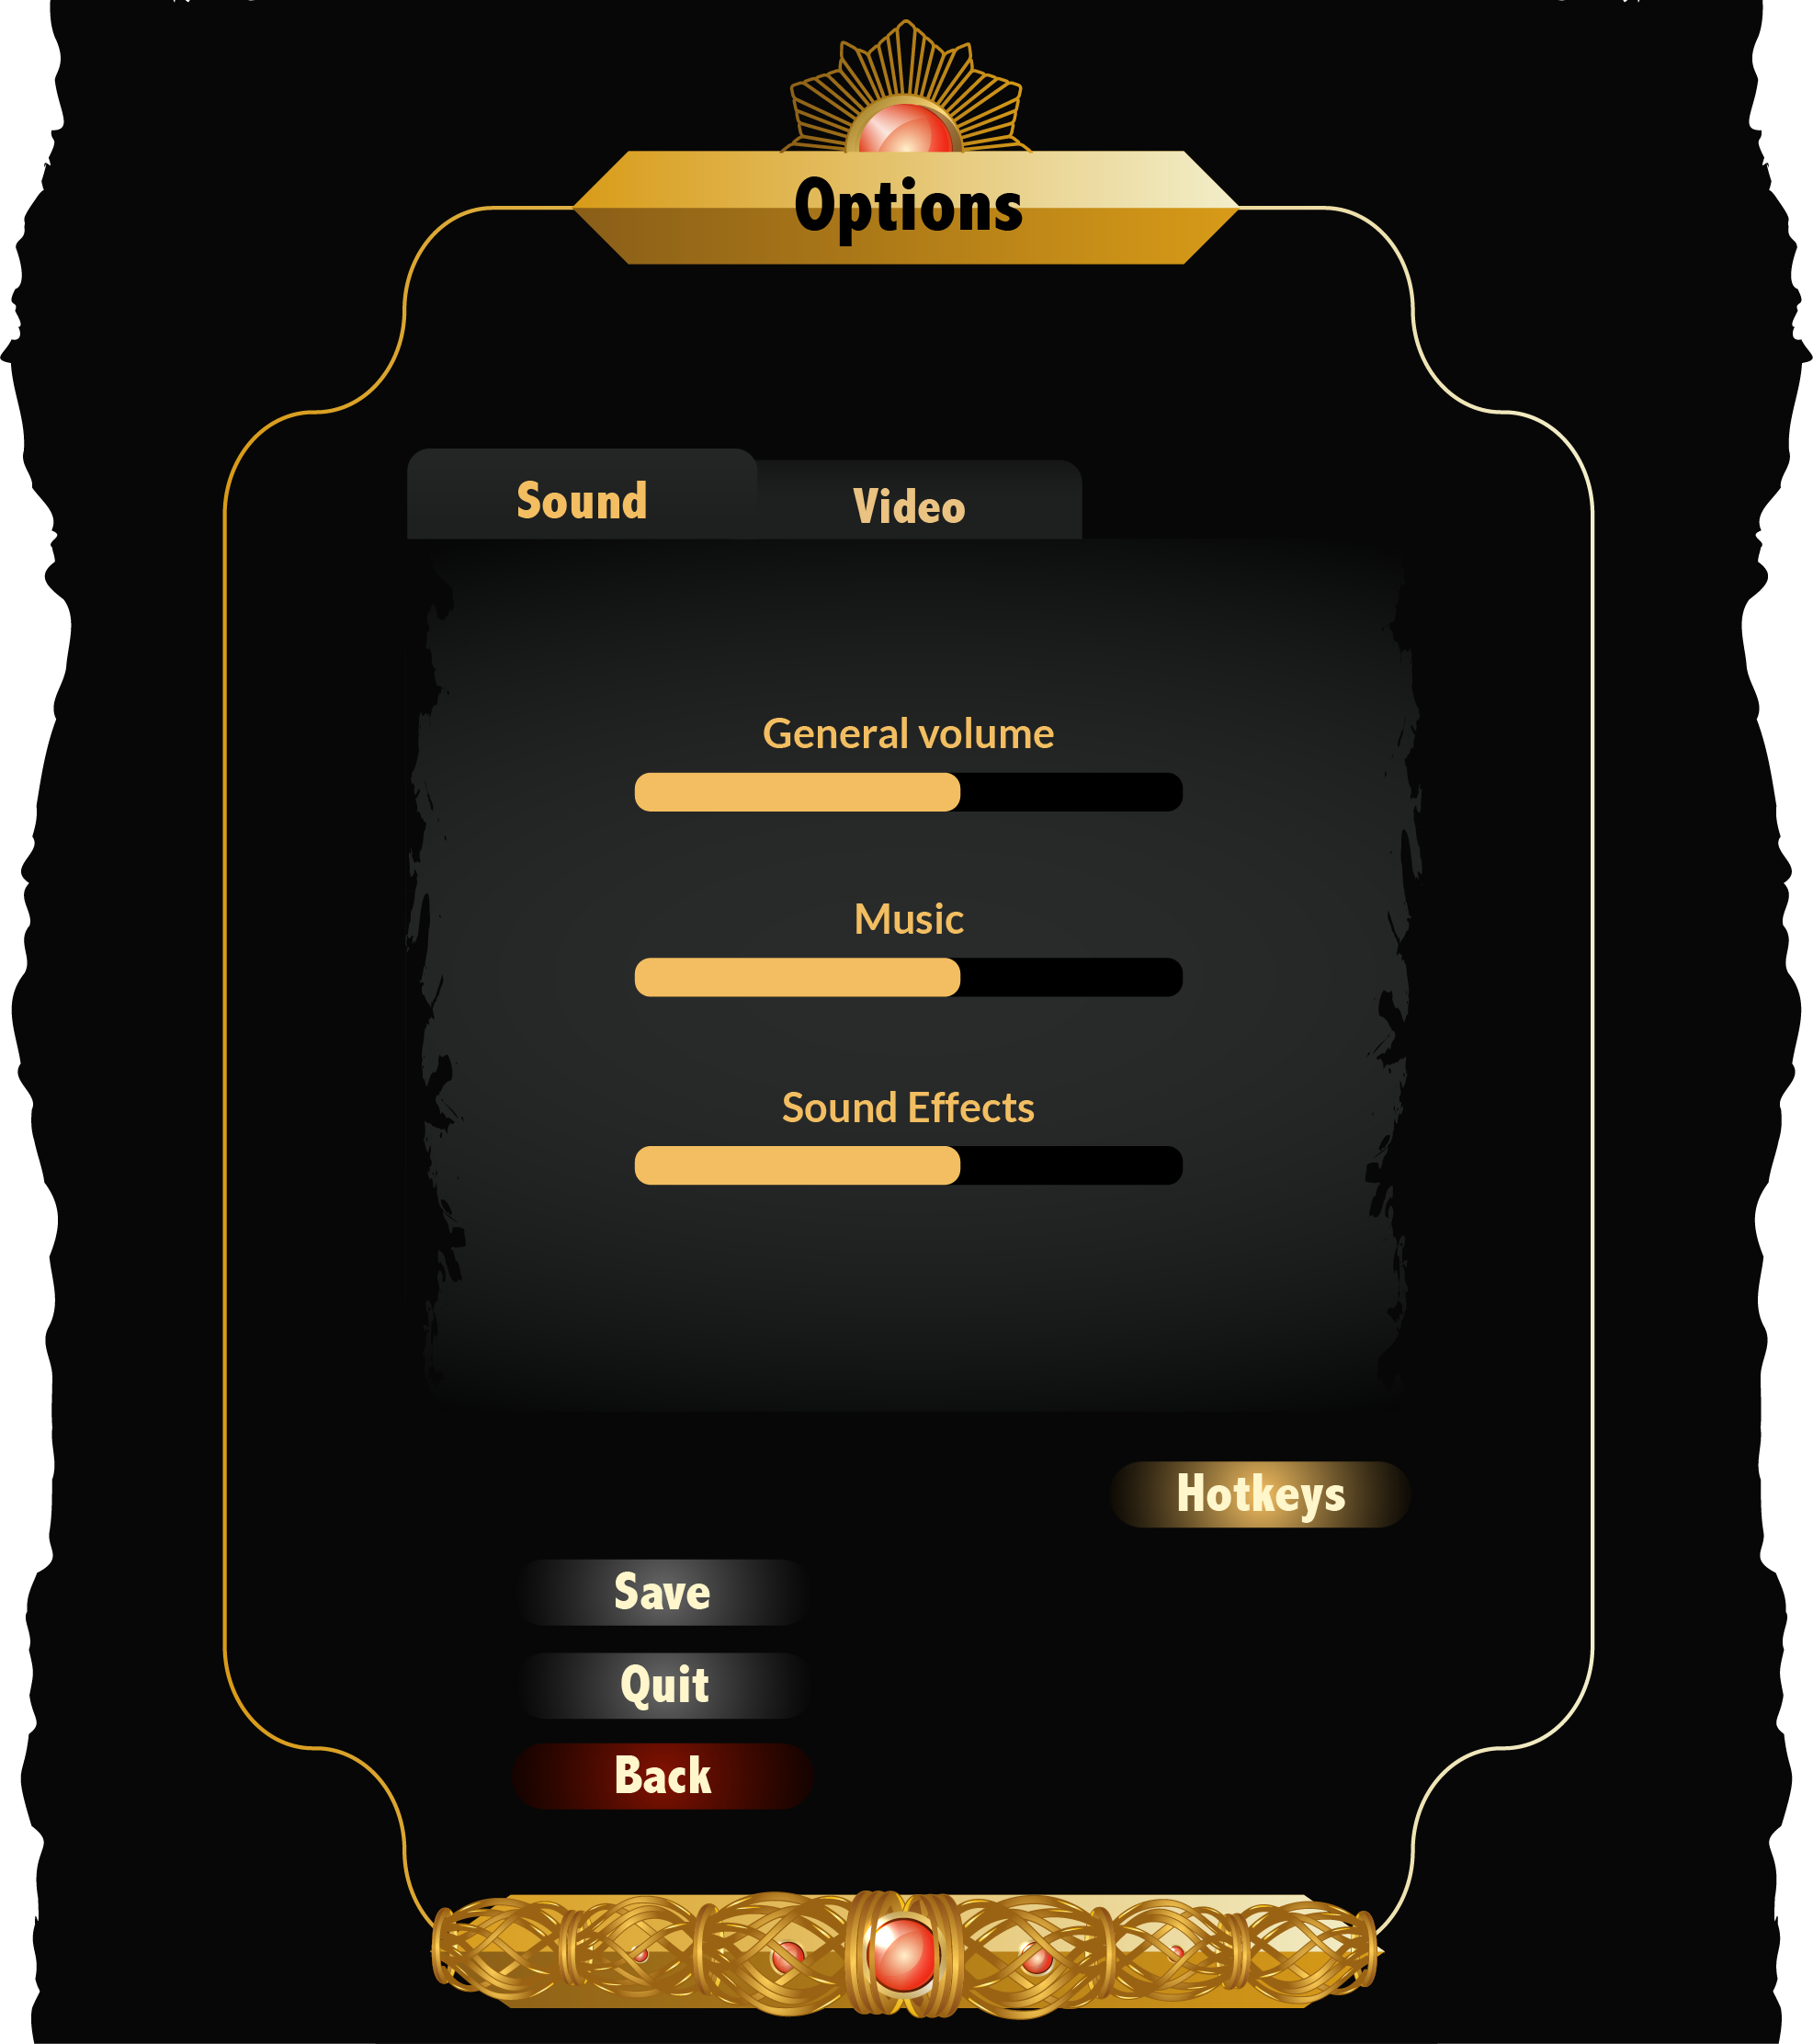 Options
Sound
Video
General volume
Music
Sound Effects
Hotkeys
Save
Quit
Back